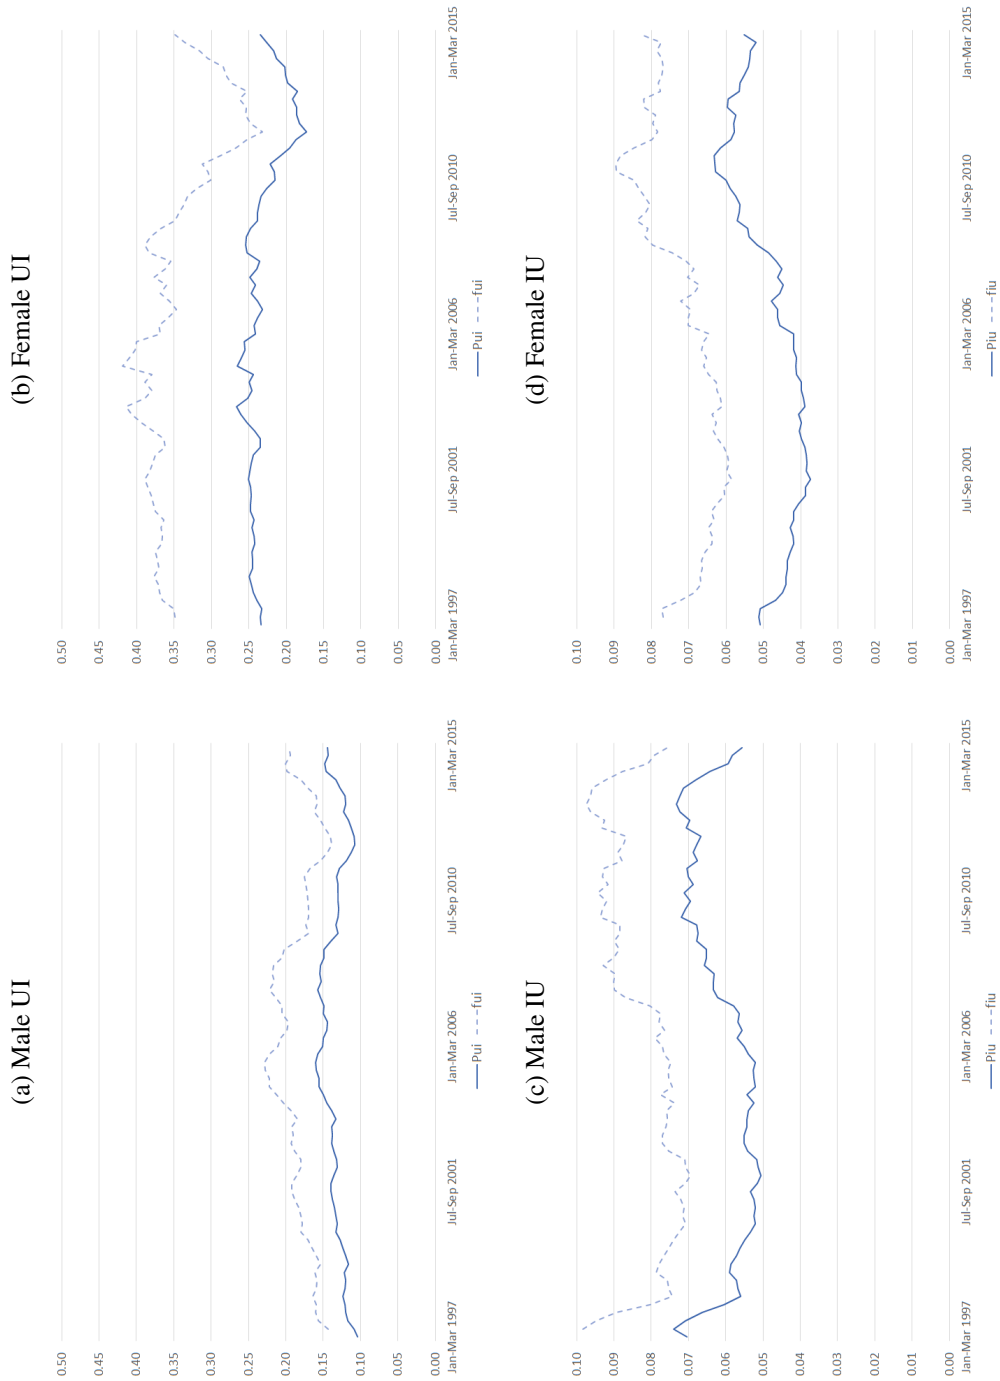 (a) Male UI
0.50
0.45
0.40
0.35
0.30
0.25
0.20
0.15
0.10
0.05
0.00
Jan-Mar 1997
Jul-Sep 2001
Jan-Mar 2006
Jul-Sep 2010
Jan-Mar 2015
Pui
fui
(b) Female UI
0.50
0.45
0.40
0.35
0.30
0.25
0.20
0.15
0.10
0.05
0.00
Jan-Mar 1997
Jul-Sep 2001
Jan-Mar 2006
Jul-Sep 2010
Jan-Mar 2015
Pui
fui
(c) Male IU
0.10
0.09
0.08
0.07
0.06
0.05
0.04
0.03
0.02
0.01
0.00
Jan-Mar 1997
Jul-Sep 2001
Jan-Mar 2006
Jul-Sep 2010
Jan-Mar 2015
Piu
fiu
(d) Female IU
0.10
0.09
0.08
0.07
0.06
0.05
0.04
0.03
0.02
0.01
0.00
Jan-Mar 1997
Jul-Sep 2001
Jan-Mar 2006
Jul-Sep 2010
Jan-Mar 2015
Piu
fiu